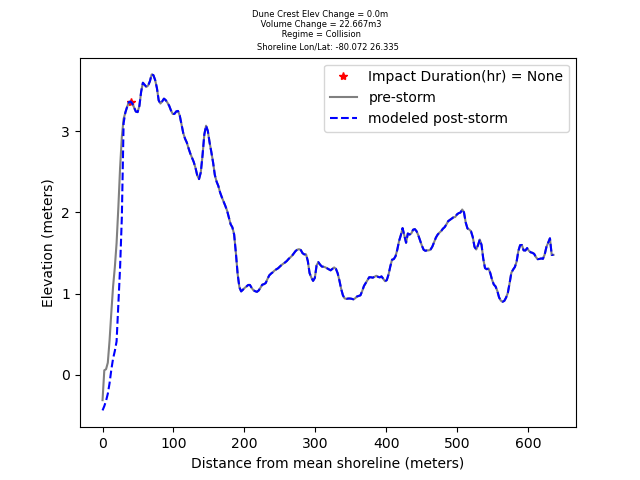 Dune Crest Elev Change = 0.0m
Volume Change = 22.667m3
Regime = Collision
Shoreline Lon/Lat: -80.072 26.335
Impact Duration(hr) = None
pre-storm
modeled post-storm
Elevation (meters)
3
2
1
0
0 100 200 300 400 500 600
Distance from mean shoreline (meters)